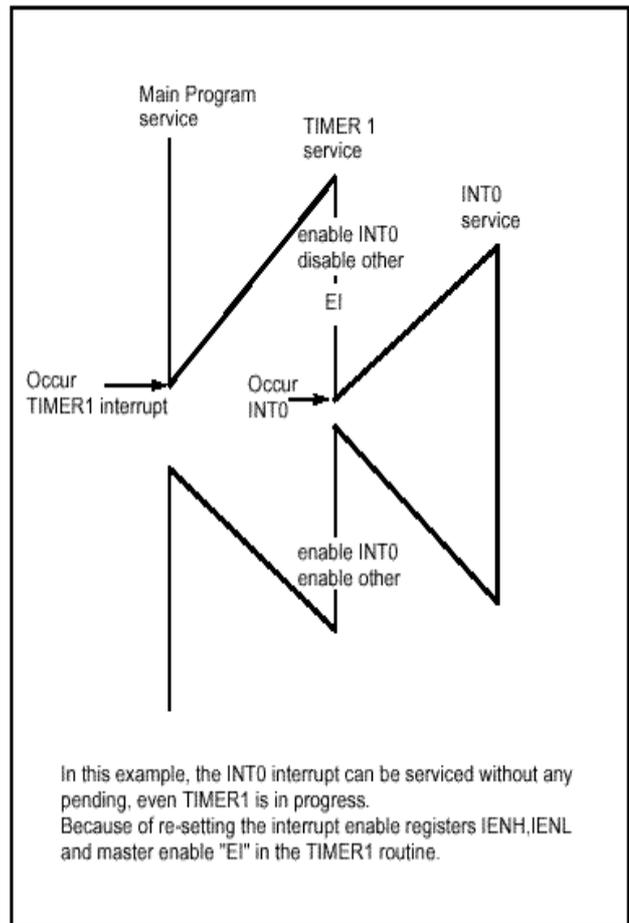 Main Program
service
TIMER 1
service
INT0
service
enable INT0
disable other
EI
Occur
TIMER1 interrupt
Occur
INT0
enable INT0
enable other
In this example, the INT0 interrupt can be serviced without any
pending, even TIMER1 is in progress.
Because of re-setting the interrupt enable registers IENH,IENL
and master enable "EI" in the TIMER1 routine.